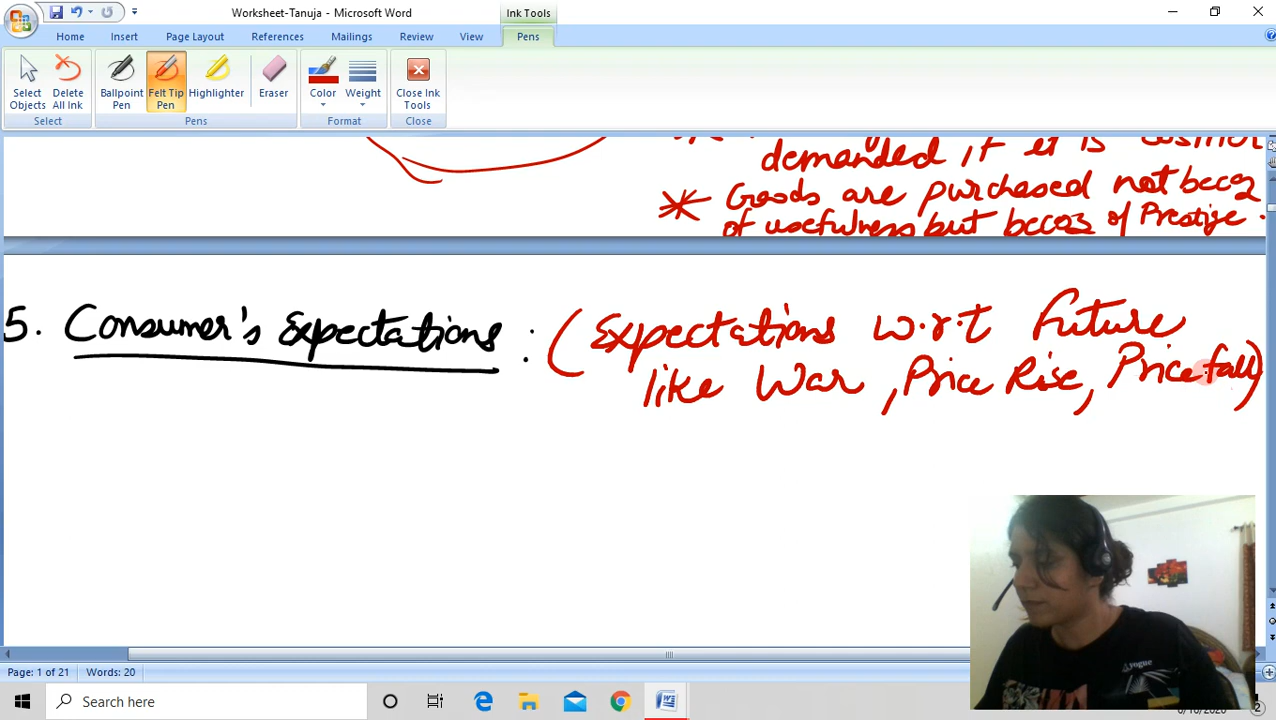 Worksheet-Tanuja - Microsoft Word
Ink Tools
Home Insert Page Layout References Mailings Review View Pens
Select Objects
Delete All Ink
Ballpoint Pen
Felt Tip Pen
Highlighter
Eraser
Color
Weight
Close Ink Tools
Select Pens Format Close
demanded if it is
* Goods are purchased not becoz
of usefulness but becoz of Prestige.
5. Consumer's Expectations : (Expectations w.r.t future
like War, Price Rise, Price fall)
Vogue
Page: 1 of 21 Words: 20
Search here
2